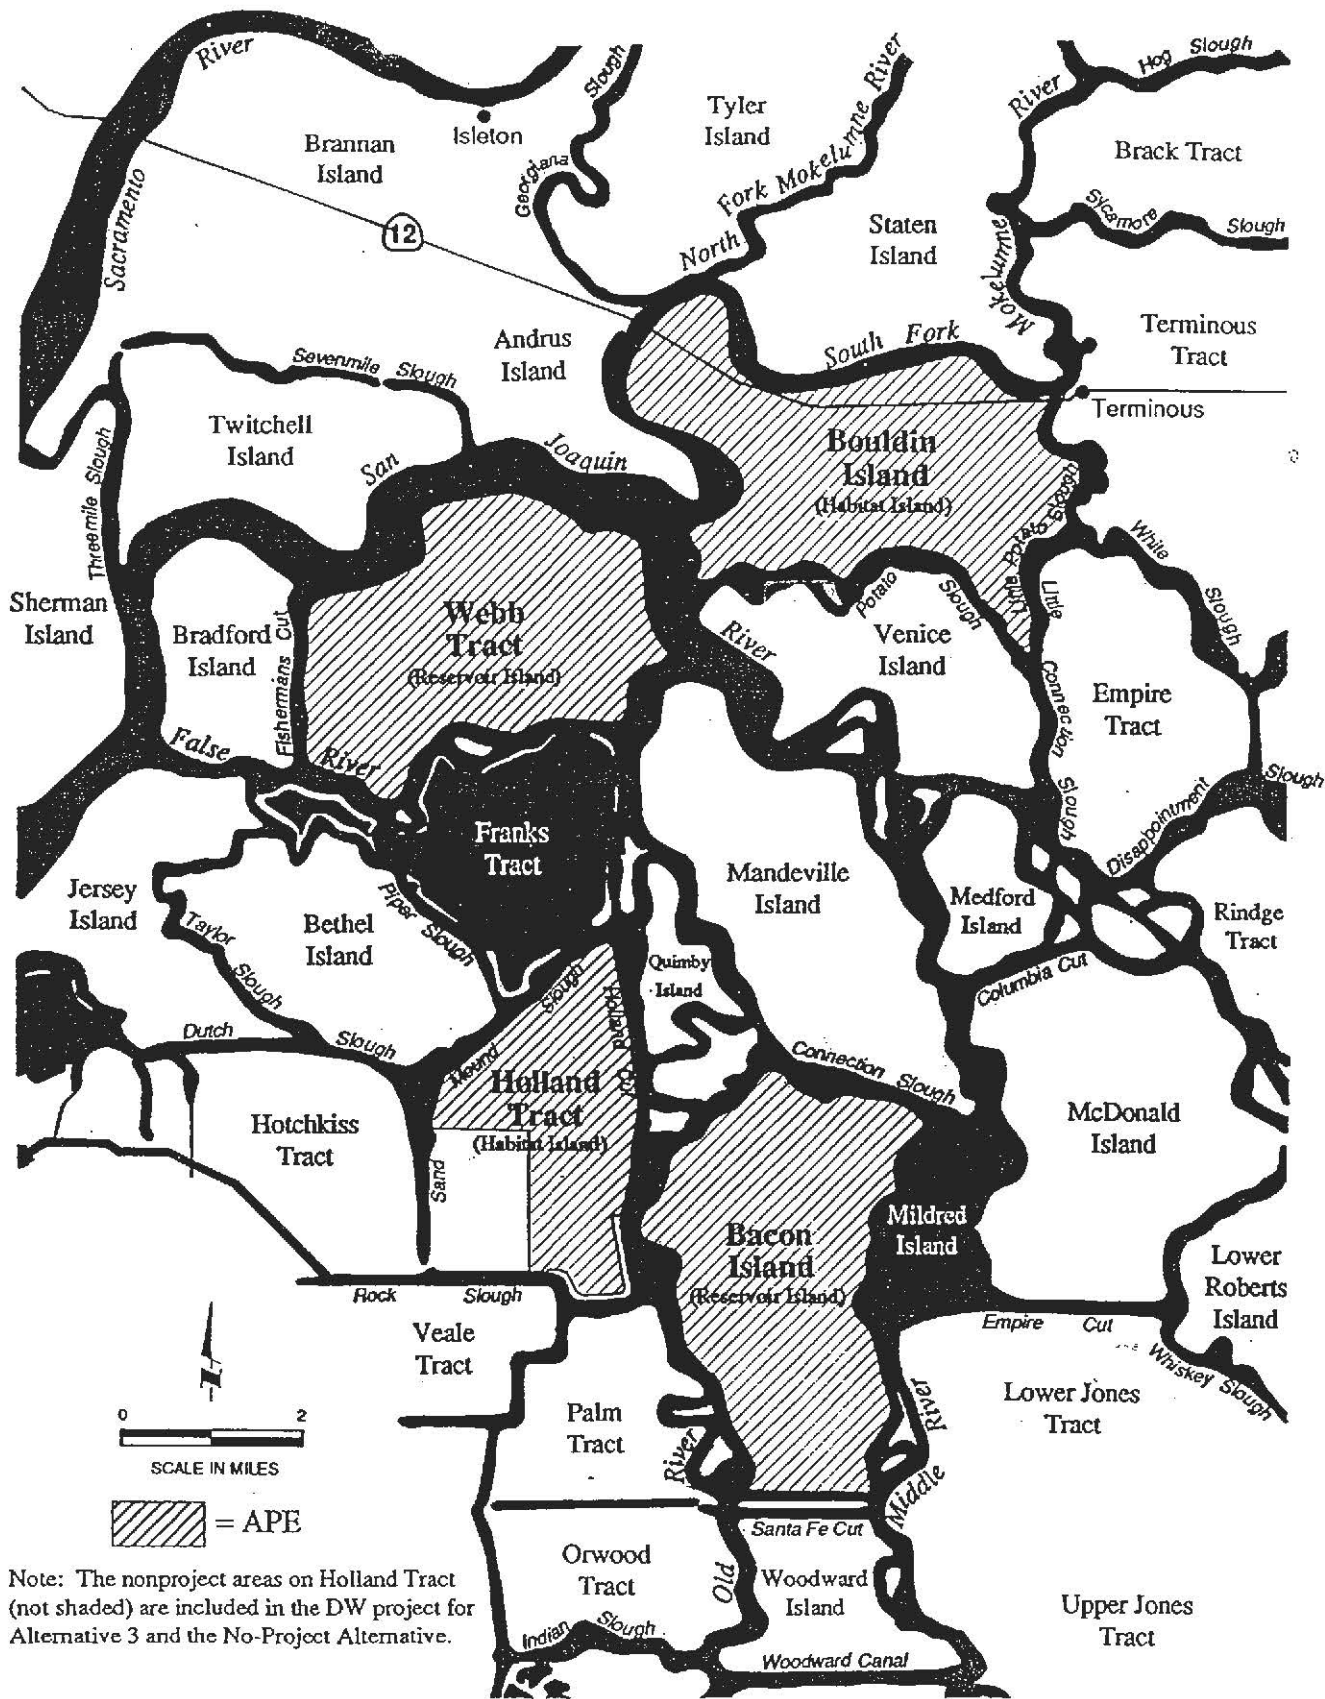 River
Slough
Hog Slough
River
Tyler
Island
Isleton
Brannan
Island
Georgiana
North Fork Mokelumne River
Brack Tract
Sacramento
12
Staten
Island
Sycamore Slough
Mokelumne
Andrus
Island
Terminous
Tract
South Fork
Sevenmile Slough
Terminous
Twitchell
Island
San Joaquin
Bouldin
Island
(Habitat Island)
Threemile Slough
Little Potato Slough
White Slough
Sherman
Island
Bradford
Island
Fishermans Cut
Webb
Tract
(Reservoir Island)
River
Potato Slough
Venice
Island
Little Connection Slough
Empire
Tract
False River
Slough
Disappointment
Franks
Tract
Mandeville
Island
Jersey
Island
Bethel
Island
Piper Slough
Taylor Slough
Medford
Island
Rindge
Tract
Quimby
Island
Columbia Cut
Dutch Slough
Mound Slough
Holland Cut
Connection Slough
Holland
Tract
(Habitat Island)
Hotchkiss
Tract
Sand
McDonald
Island
Mildred
Island
Bacon
Island
(Reservoir Island)
Lower
Roberts
Island
Rock Slough
Empire Cut
Whiskey Slough
Veale
Tract
Lower Jones
Tract
Palm
Tract
River
River
Middle
0 2
SCALE IN MILES
= APE
Santa Fe Cut
Orwood
Tract
Old
Woodward
Island
Upper Jones
Tract
Indian Slough
Woodward Canal
Note: The nonproject areas on Holland Tract
(not shaded) are included in the DW project for
Alternative 3 and the No-Project Alternative.